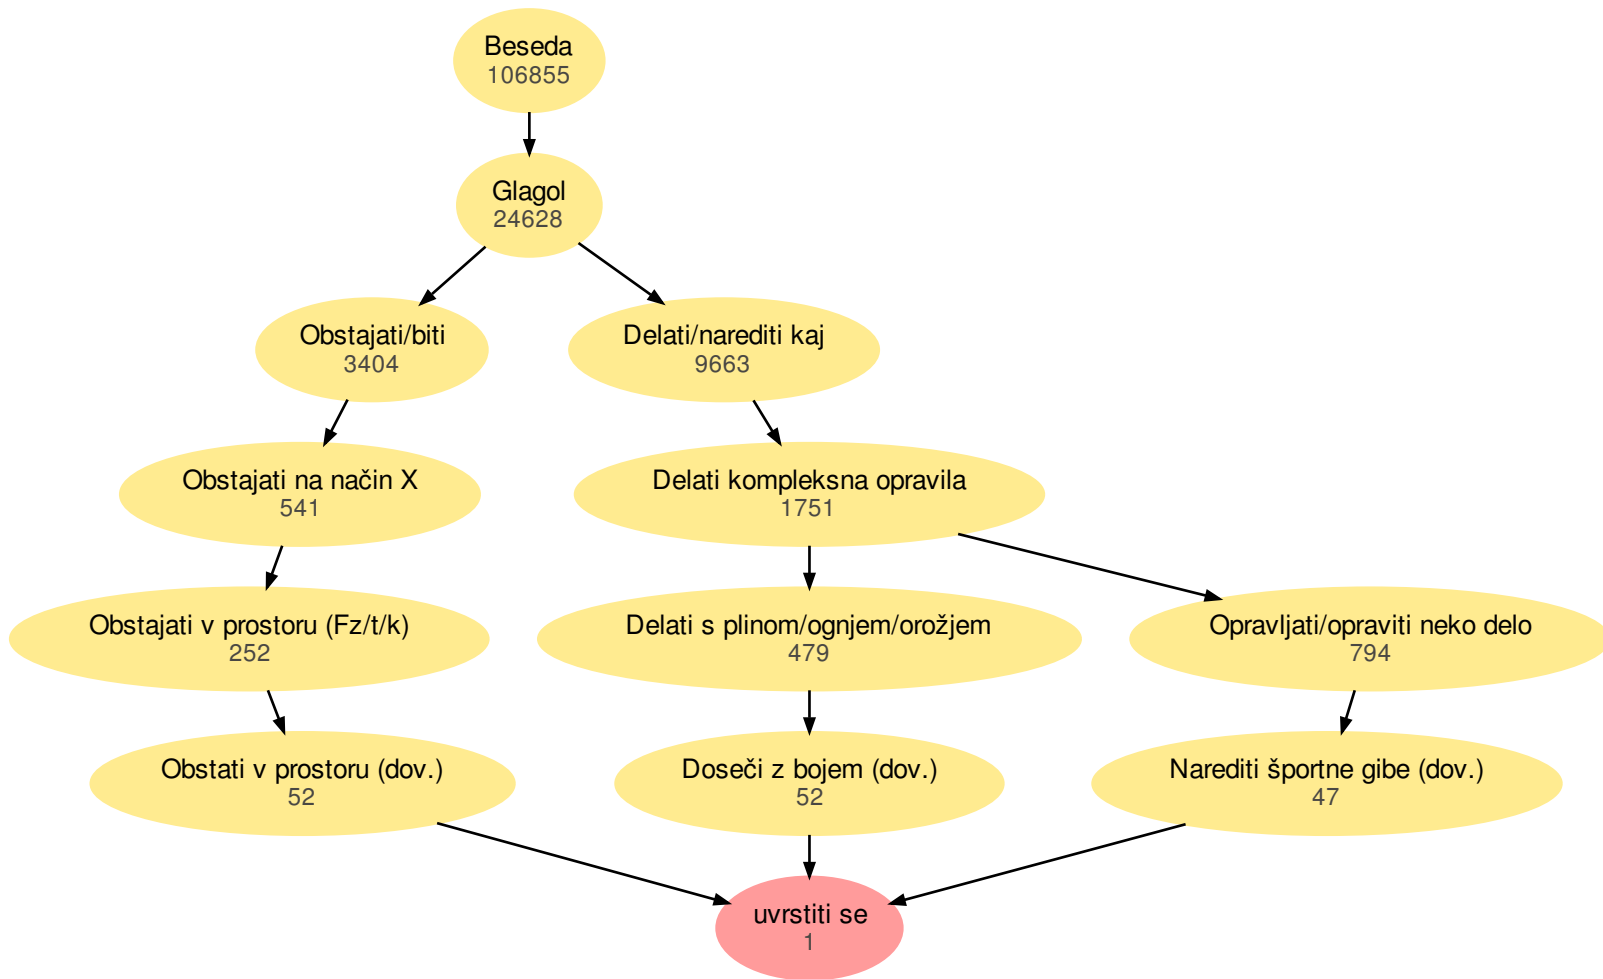 Beseda
106855
Glagol
24628
Obstajati/biti
3404
Delati/narediti kaj
9663
Obstajati na način X
541
Delati kompleksna opravila
1751
Obstajati v prostoru (Fz/t/k)
252
Delati s plinom/ognjem/orožjem
479
Opravljati/opraviti neko delo
794
Obstati v prostoru (dov.)
52
Doseči z bojem (dov.)
52
Narediti športne gibe (dov.)
47
uvrstiti se
1